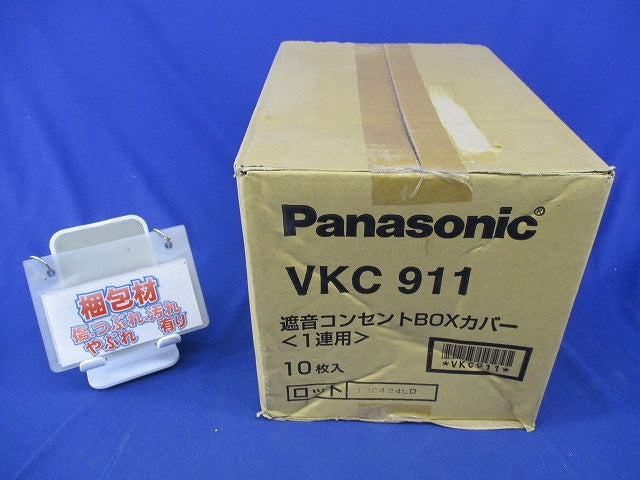 梱包材
傷・つぶれ・汚れ
やぶれ 有り
Panasonic®
VKC 911
遮音コンセントBOXカバー
<1連用>
10枚入
*VKC911*
ロット